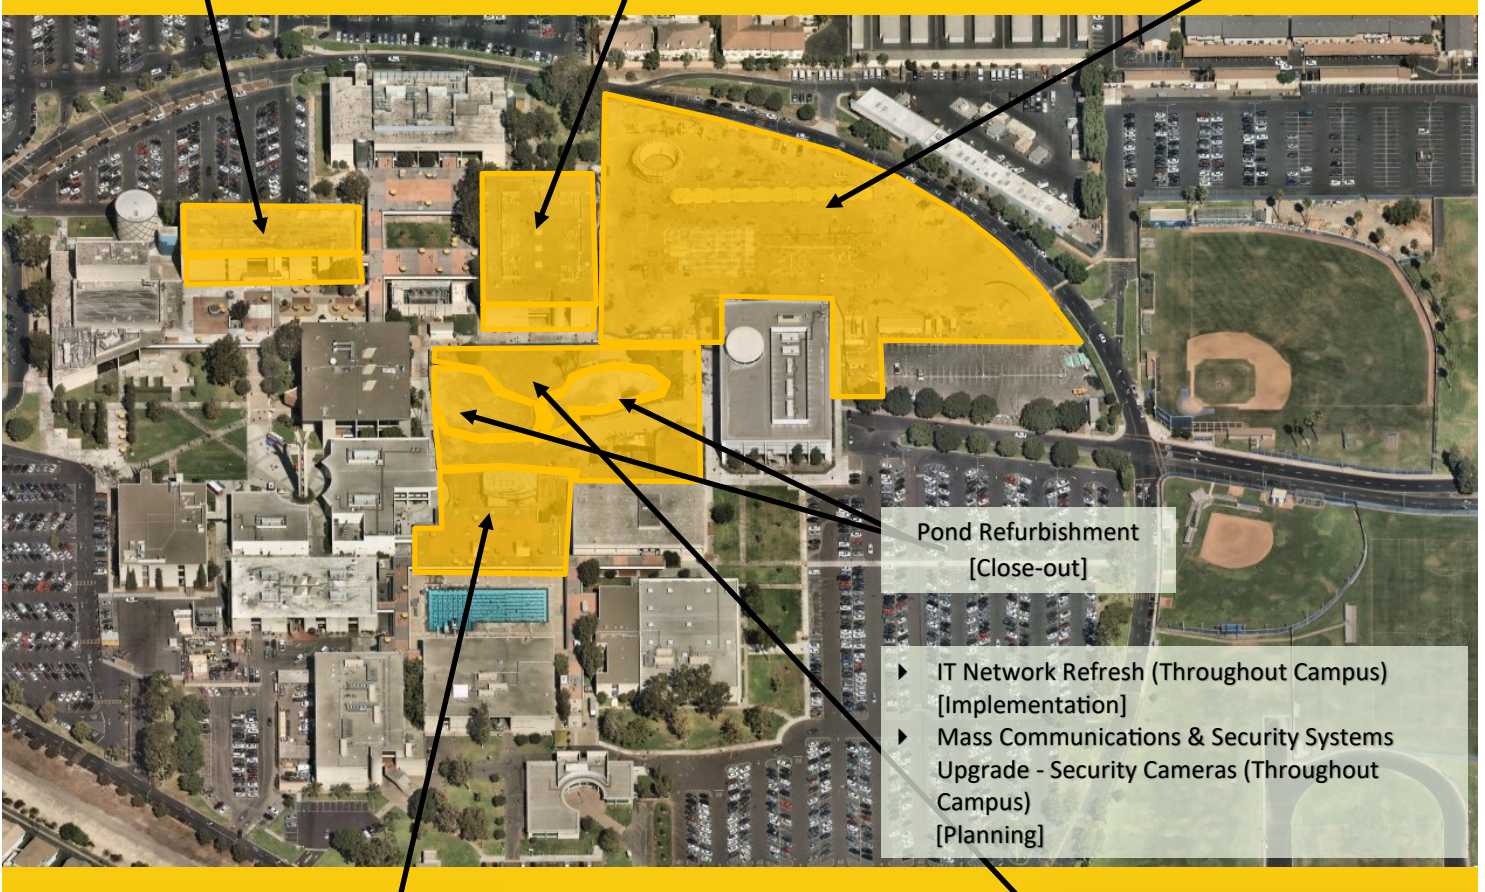 Pond Refurbishment
[Close-out]
IT Network Refresh (Throughout Campus)
[Implementation]
Mass Communications & Security Systems
Upgrade - Security Cameras (Throughout
Campus)
[Planning]